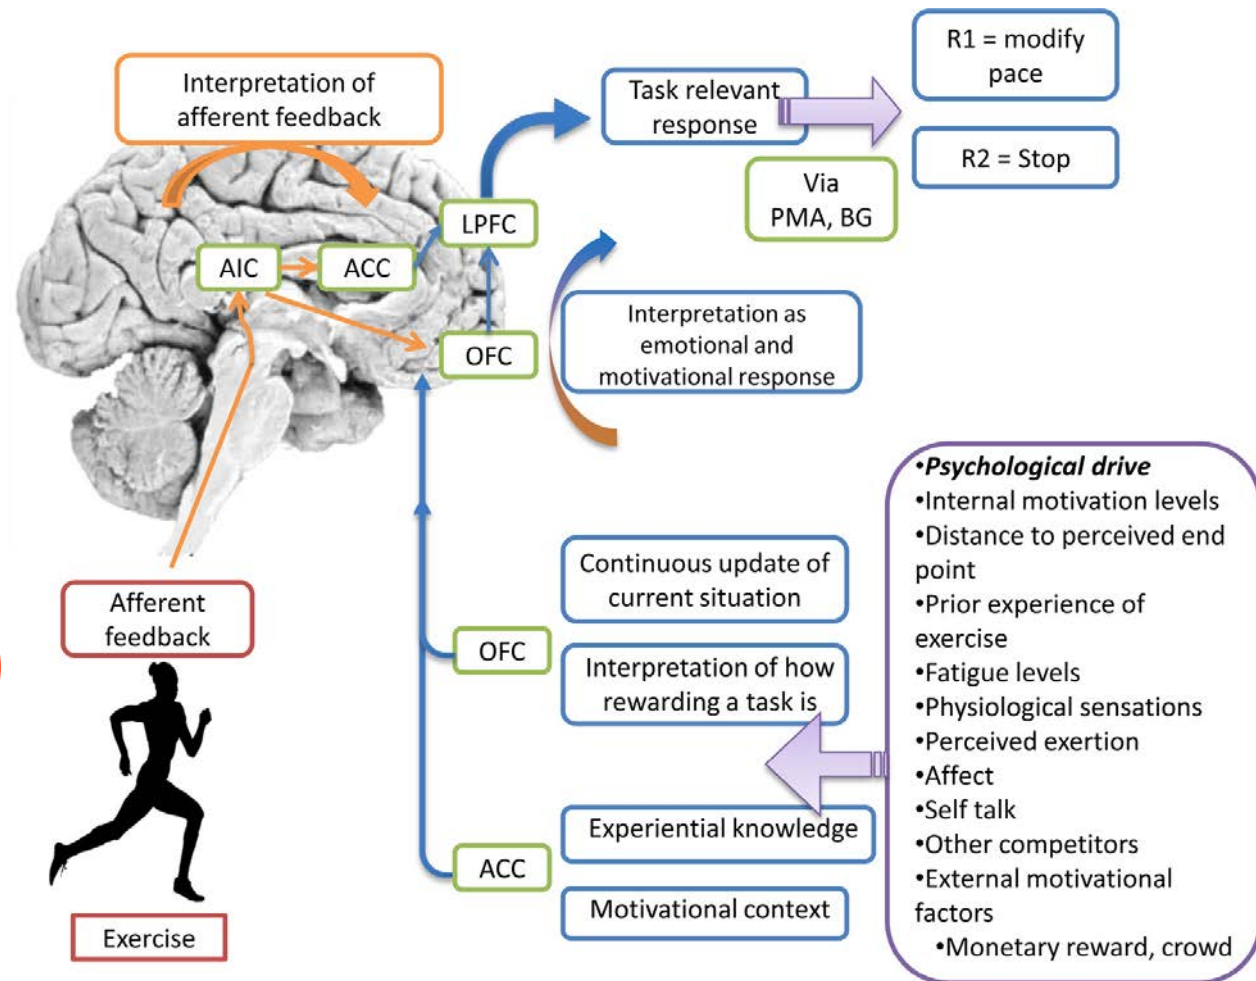 Interpretation of
afferent feedback
Task relevant
response
R1 = modify
pace
R2 = Stop
Via
PMA, BG
LPFC
AIC
ACC
OFC
Interpretation as
emotional and
motivational response
Afferent
feedback
Exercise
Continuous update of
current situation
OFC
Interpretation of how
rewarding a task is
Experiential knowledge
ACC
Motivational context
•Psychological drive
•Internal motivation levels
•Distance to perceived end
point
•Prior experience of
exercise
•Fatigue levels
•Physiological sensations
•Perceived exertion
•Affect
•Self talk
•Other competitors
•External motivational
factors
•Monetary reward, crowd